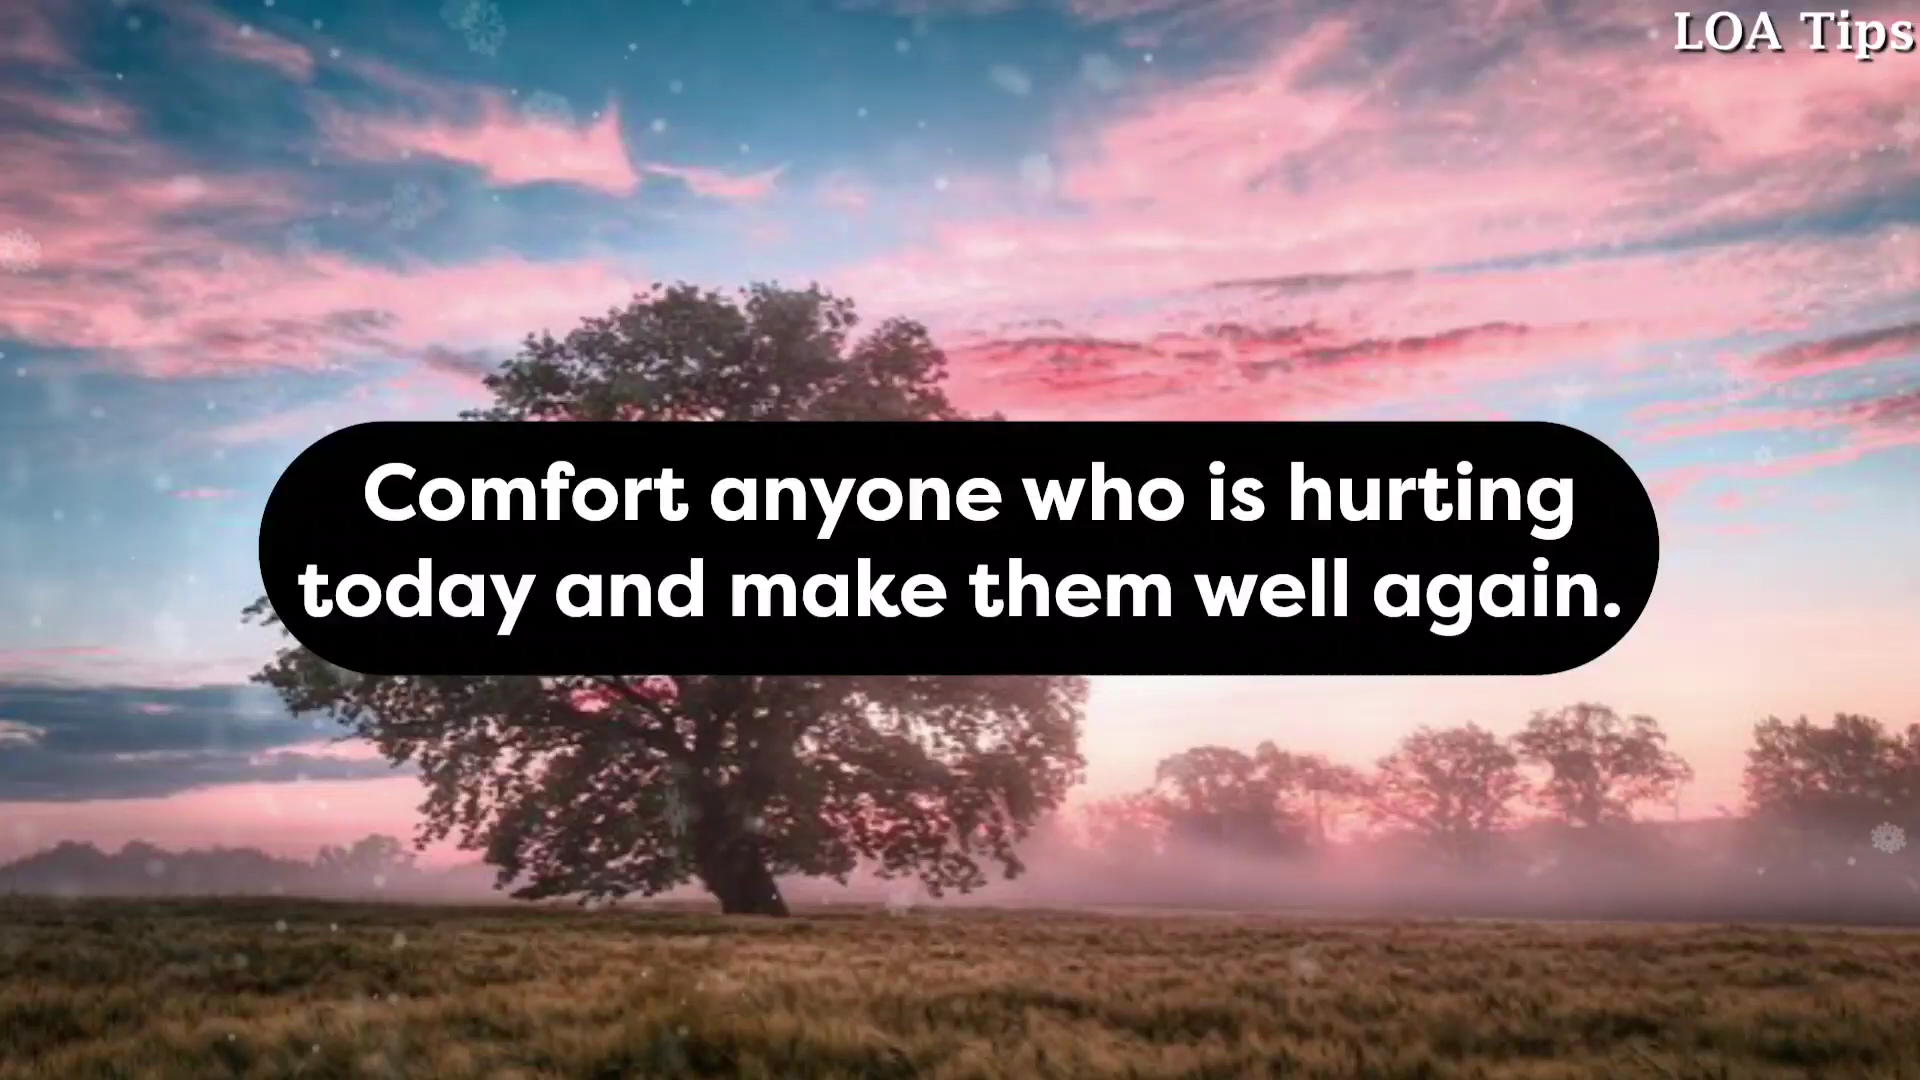 LOA Tips
Comfort anyone who is hurting
today and make them well again.